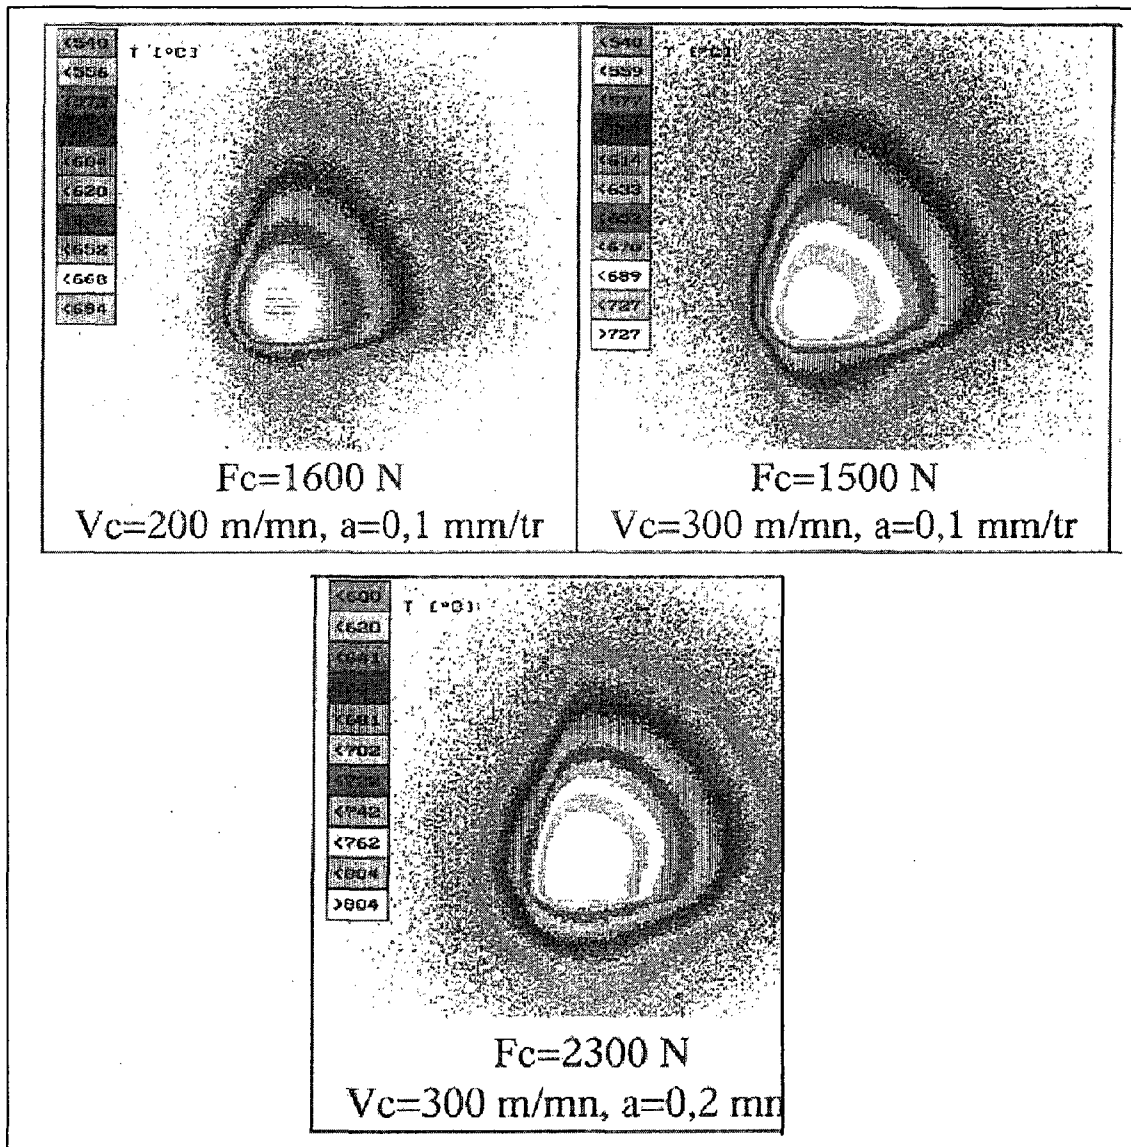 T [°C]
<540
<556
<604
<620
<668
<684
Fc=1600 N
Vc=200 m/mn, a=0,1 mm/tr
T [°C]
<540
<559
<577
<614
<633
<670
<689
<727
>727
Fc=1500 N
Vc=300 m/mn, a=0,1 mm/tr
T [°C]
<600
<620
<641
<681
<702
<742
<762
<804
>804
Fc=2300 N
Vc=300 m/mn, a=0,2 mn